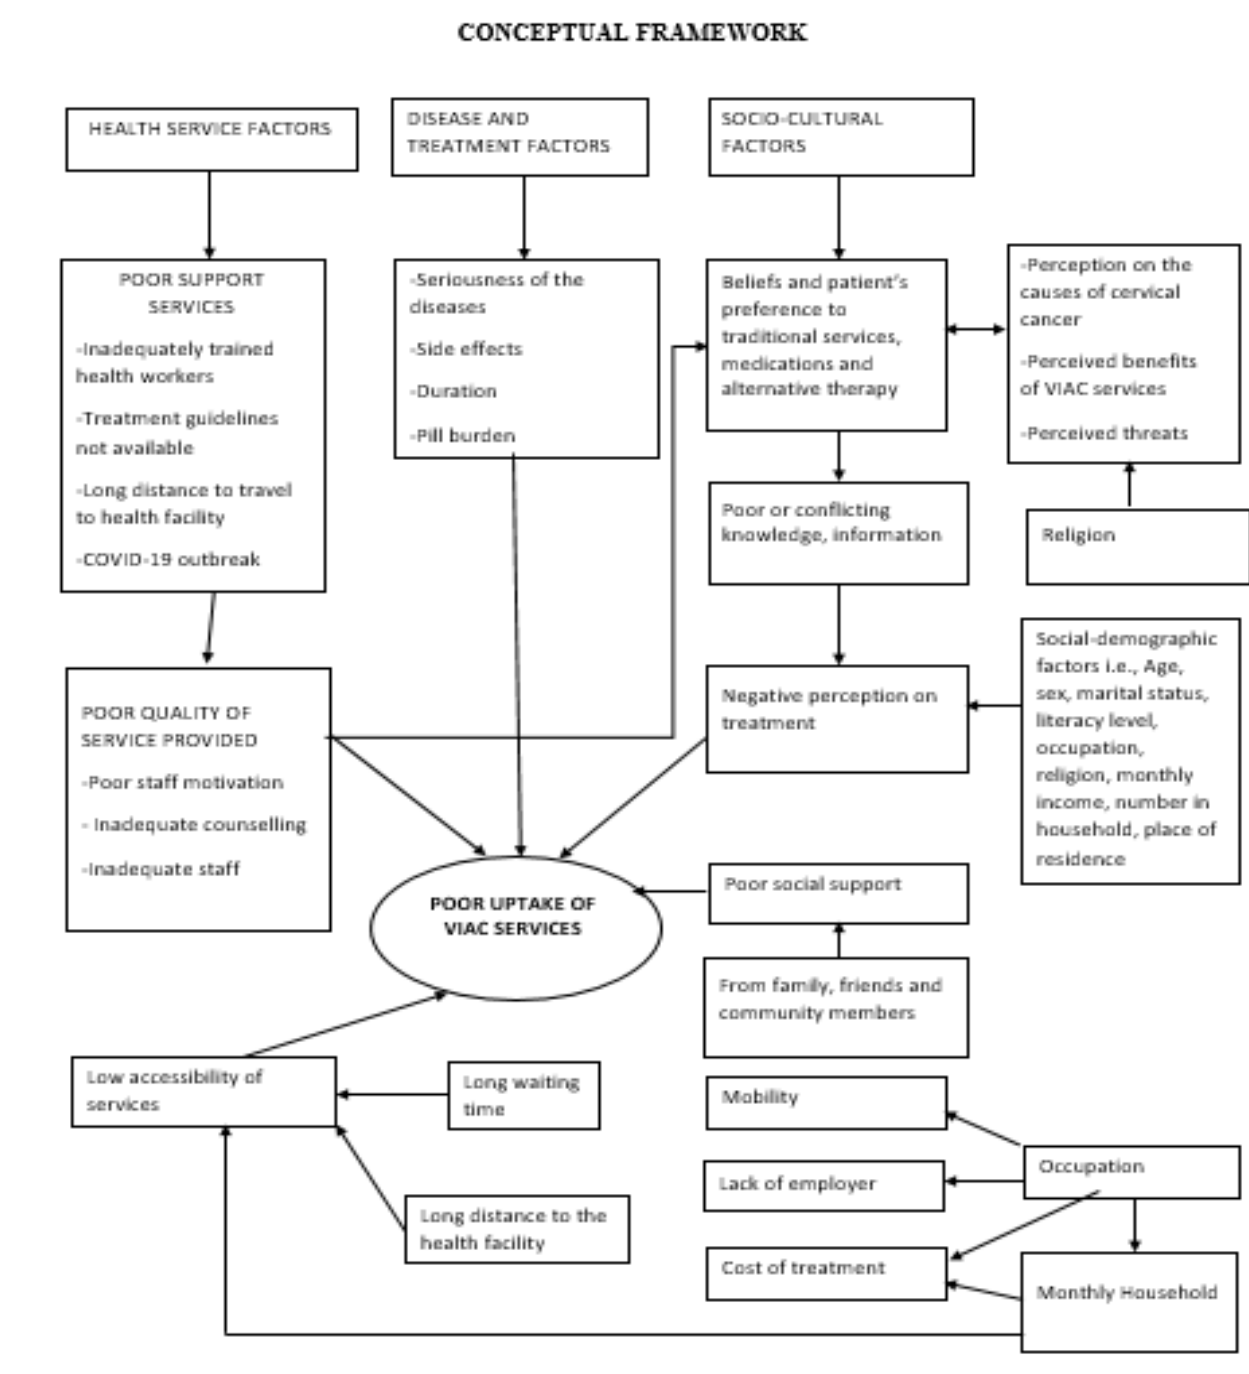 CONCEPTUAL FRAMEWORK
HEALTH SERVICE FACTORS
DISEASE AND
TREATMENT FACTORS
SOCIO-CULTURAL
FACTORS
POOR SUPPORT
SERVICES
-Inadequately trained
health workers
-Treatment guidelines
not available
-Long distance to travel
to health facility
-COVID-19 outbreak
-Seriousness of the
diseases
-Side effects
-Duration
-Pill burden
Beliefs and patient's
preference to
traditional services,
medications and
alternative therapy
-Perception on the
causes of cervical
cancer
-Perceived benefits
of VIAC services
-Perceived threats
Poor or conflicting
knowledge, information
Religion
POOR QUALITY OF
SERVICE PROVIDED
-Poor staff motivation
- Inadequate counselling
-Inadequate staff
Negative perception on
treatment
Social-demographic
factors i.e., Age,
sex, marital status,
literacy level,
occupation,
religion, monthly
income, number in
household, place of
residence
POOR UPTAKE OF
VIAC SERVICES
Poor social support
From family, friends and
community members
Low accessibility of
services
Long waiting
time
Long distance to the
health facility
Mobility
Lack of employer
Cost of treatment
Occupation
Monthly Household